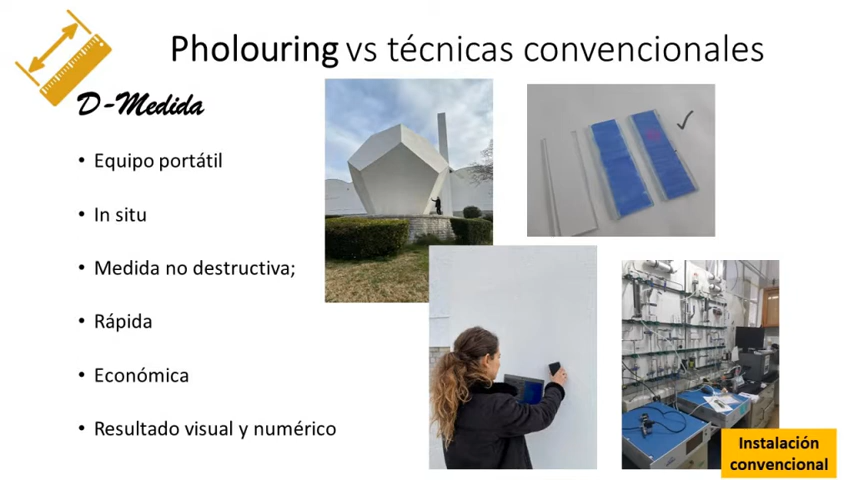 Pholouring vs técnicas convencionales
D-Medida
• Equipo portátil
• In situ
• Medida no destructiva;
• Rápida
• Económica
• Resultado visual y numérico
Instalación
convencional